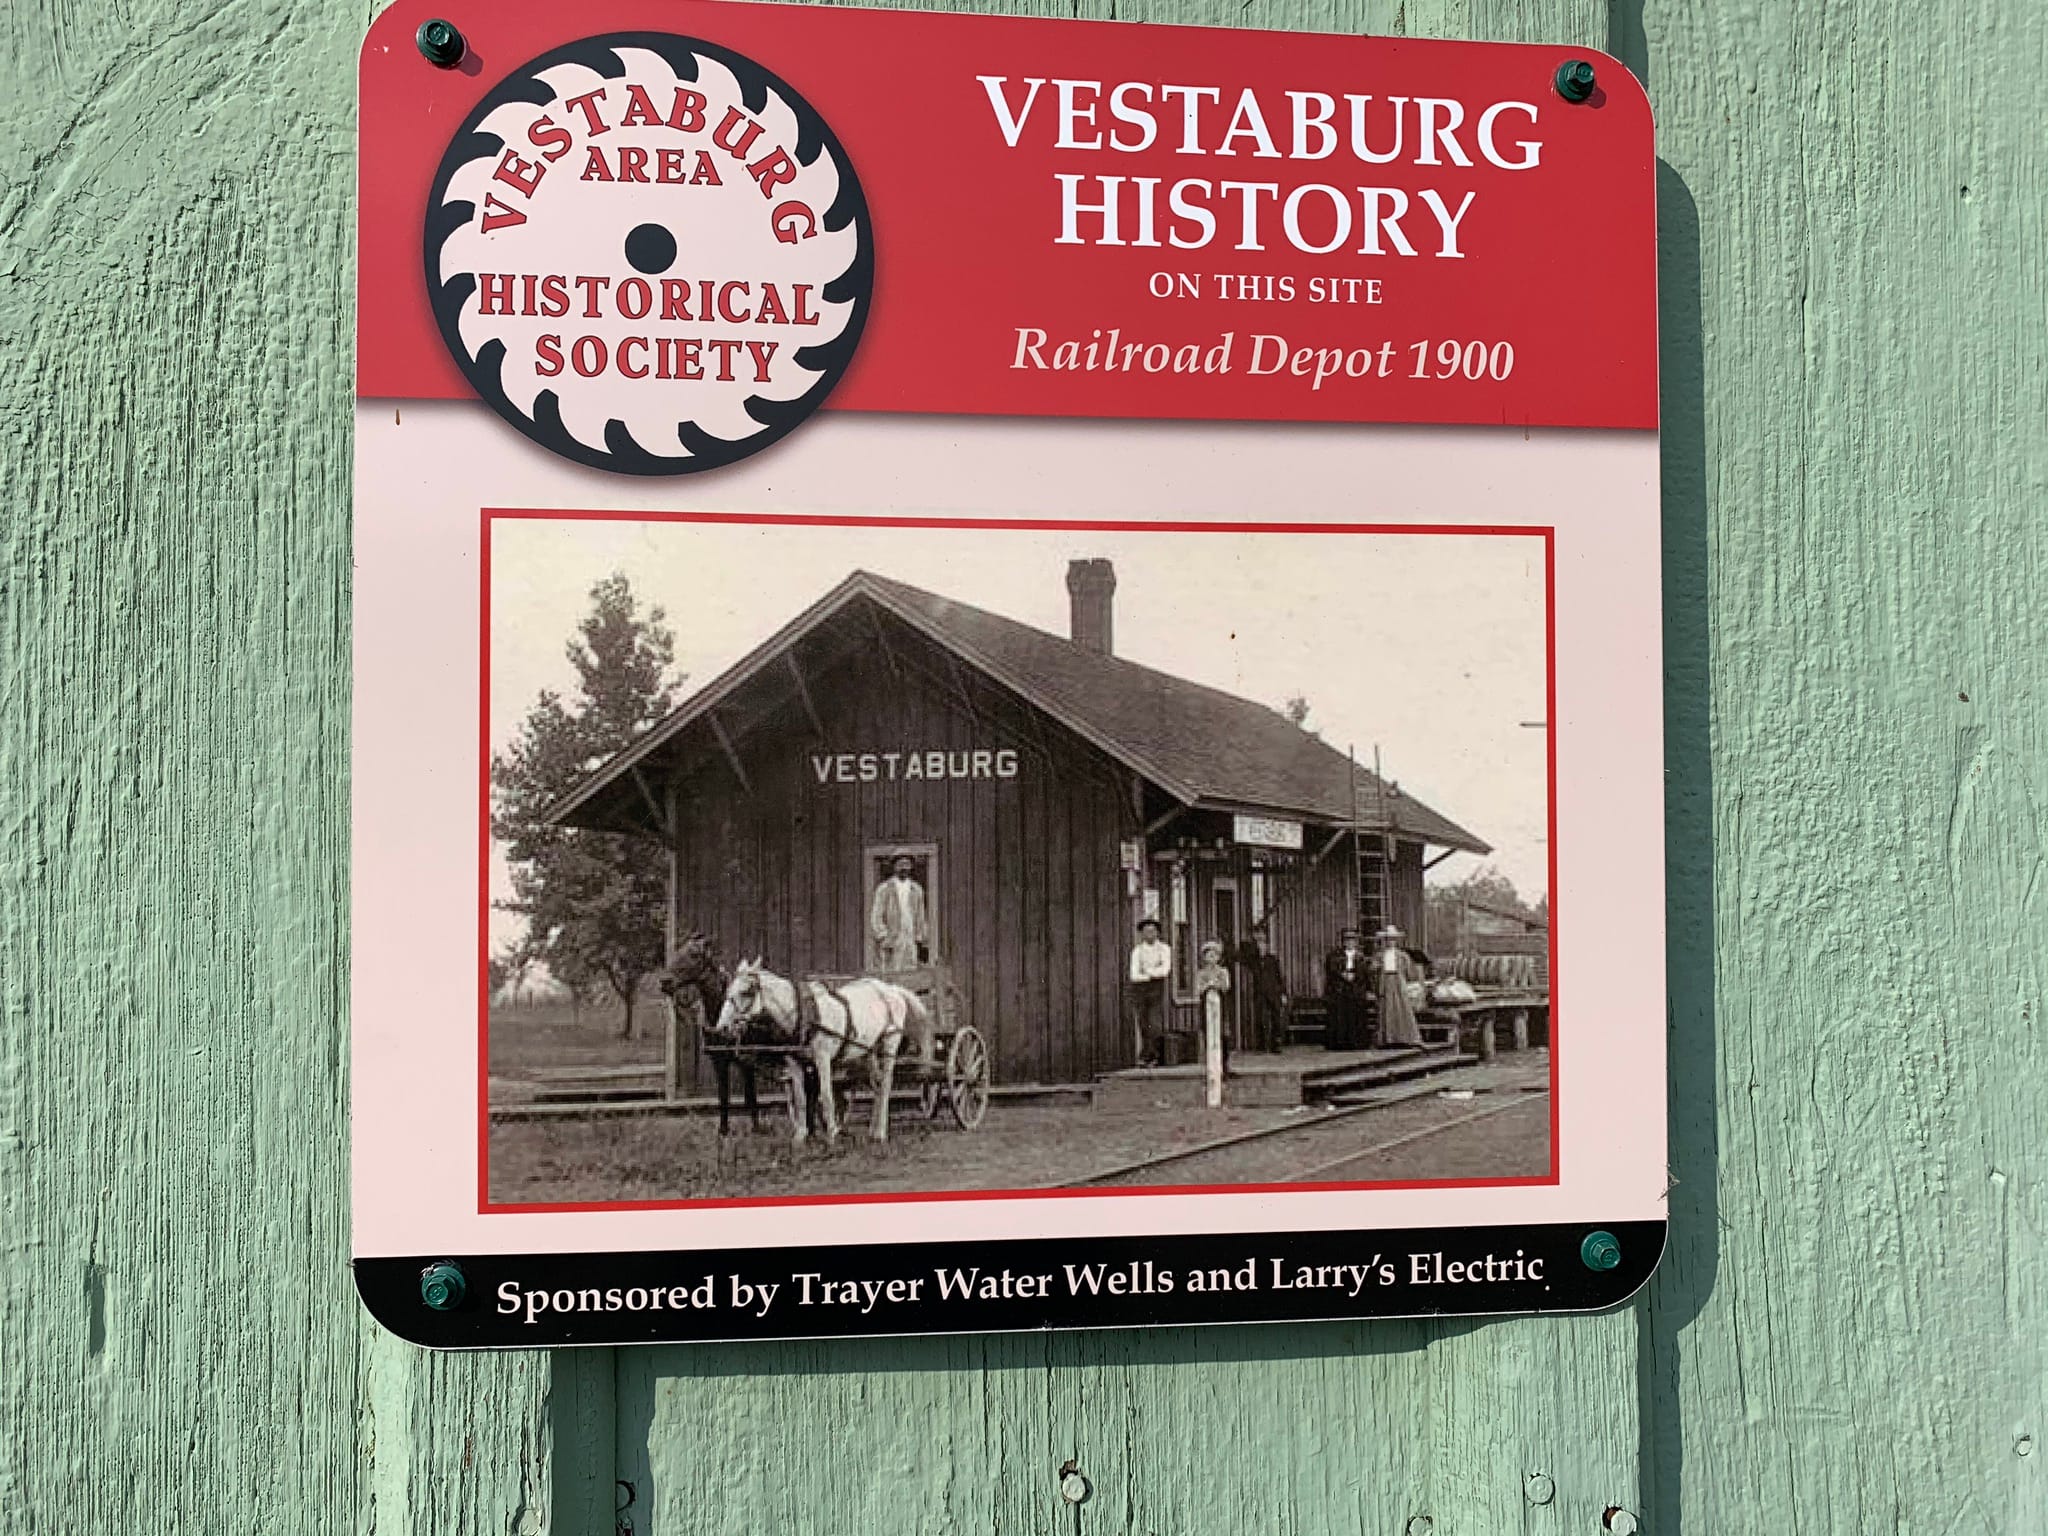 VESTABURG
AREA
HISTORICAL
SOCIETY
VESTABURG
HISTORY
ON THIS SITE
Railroad Depot 1900
VESTABURG
Sponsored by Trayer Water Wells and Larry's Electric